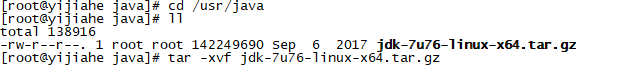 [root@yijiahe java]# cd /usr/java
[root@yijiahe java]# ll
total 138916
-rw-r--r--. 1 root root 142249690 Sep  6  2017 jdk-7u76-linux-x64.tar.gz
[root@yijiahe java]# tar -xvf jdk-7u76-linux-x64.tar.gz